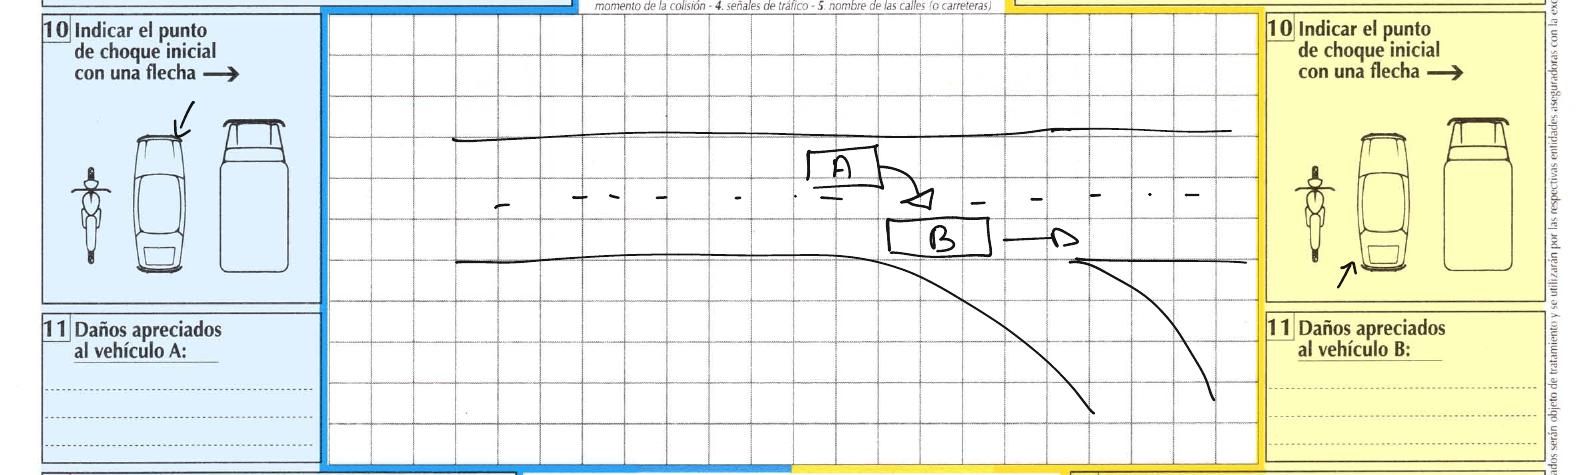 momento de la colisión - 4. señales de tráfico - 5. nombre de las calles (o carreteras)
10 Indicar el punto
de choque inicial
con una flecha
A
B
11 Daños apreciados
al vehículo A:
10 Indicar el punto
de choque inicial
con una flecha
11 Daños apreciados
al vehículo B:
serán objeto de tratamiento y se utilizarán por las respectivas entidades aseguradoras con la